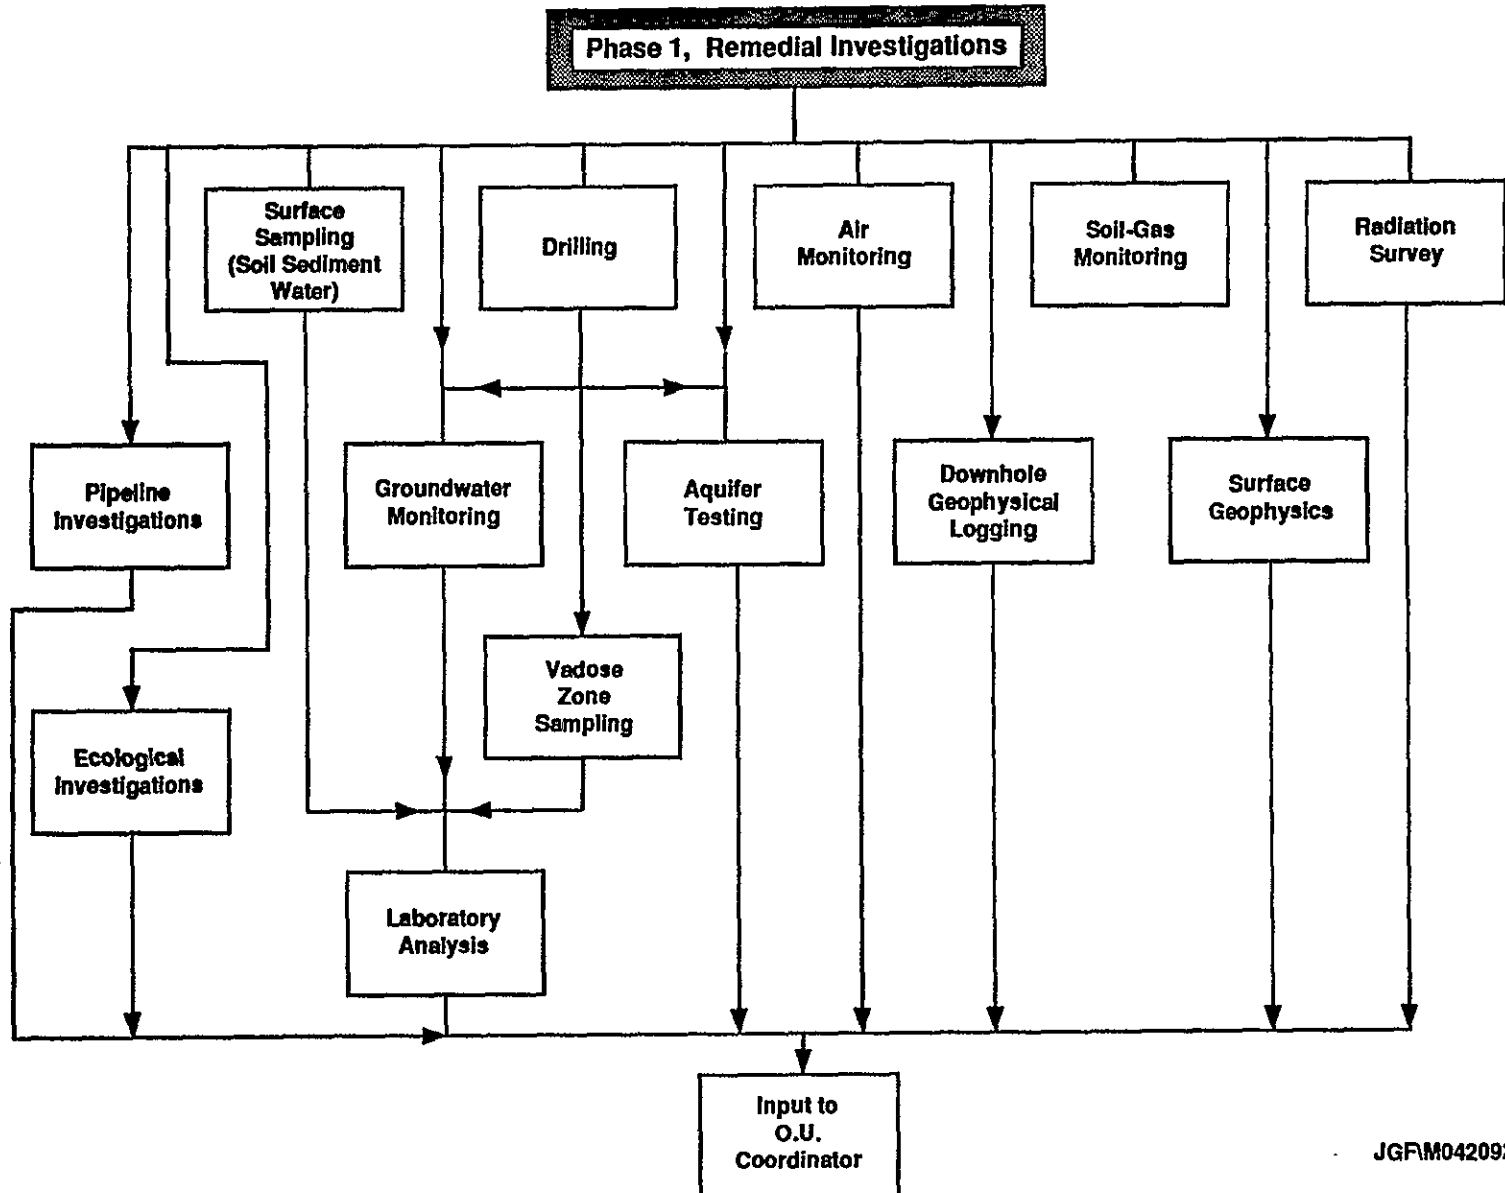 Phase 1, Remedial Investigations
Surface
Sampling
(Soil Sediment
Water)
Drilling
Air
Monitoring
Soil-Gas
Monitoring
Radiation
Survey
Pipeline
Investigations
Groundwater
Monitoring
Aquifer
Testing
Downhole
Geophysical
Logging
Surface
Geophysics
Vadose
Zone
Sampling
Ecological
Investigations
Laboratory
Analysis
Input to
O.U.
Coordinator
JGF\M042092